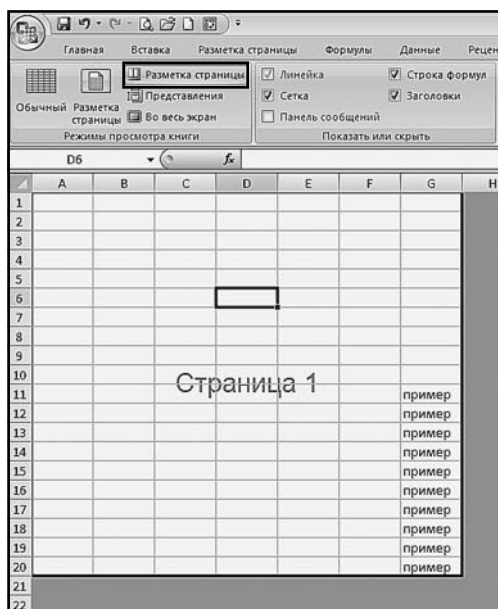 Главная Вставка Разметка страницы Формулы Данные Рецен
Разметка страницы Линейка Строка формул
Обычный Разметка страницы Представления Сетка Заголовки
Во весь экран Панель сообщений
Режимы просмотра книги Показать или скрыть
D6 fx
A B C D E F G H
1
2
3
4
5
6
7
8
9
10
Страница 1
11 пример
12 пример
13 пример
14 пример
15 пример
16 пример
17 пример
18 пример
19 пример
20 пример
21
22